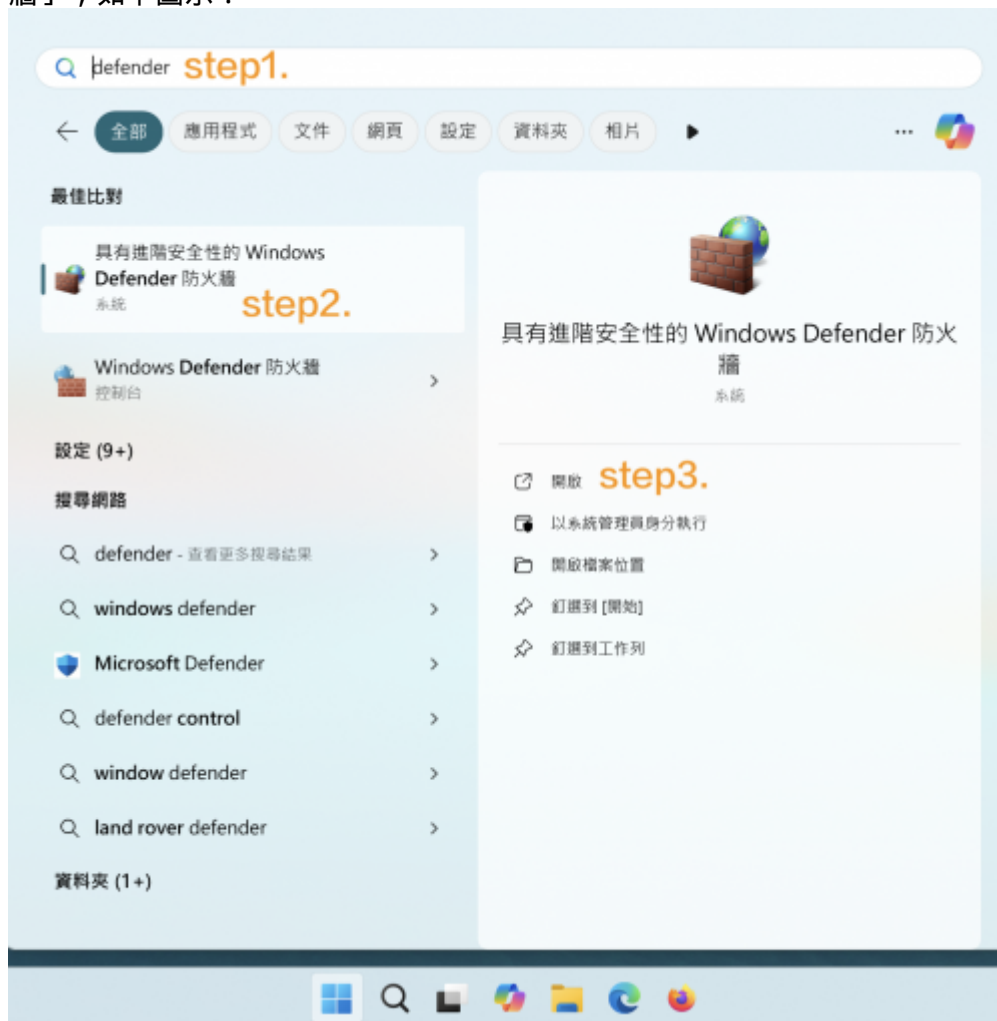 牆」，如下圖示：
defender step1.
全部 應用程式 文件 網頁 設定 資料夾 相片 ...
最佳比對
具有進階安全性的 Windows
Defender 防火牆
系統
step2.
Windows Defender 防火牆
控制台
設定 (9+)
搜尋網路
defender - 查看更多搜尋結果
windows defender
Microsoft Defender
defender control
window defender
land rover defender
資料夾 (1+)
具有進階安全性的 Windows Defender 防火
牆
系統
開啟 step3.
以系統管理員身分執行
開啟檔案位置
釘選到 [開始]
釘選到工作列